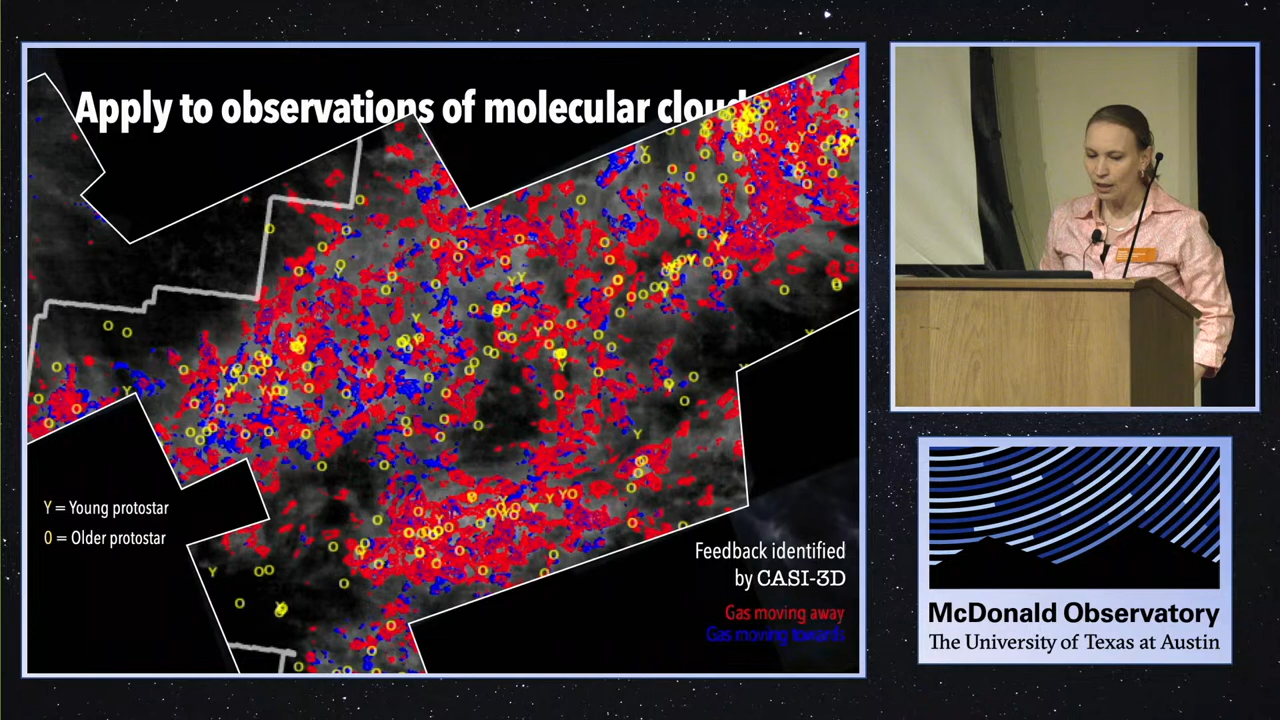 Apply to observations of molecular
Y = Young protostar
O = Older protostar
Feedback identified
by CASI-3D
Gas moving away
Gas moving towards
McDonald Observatory
The University of Texas at Austin